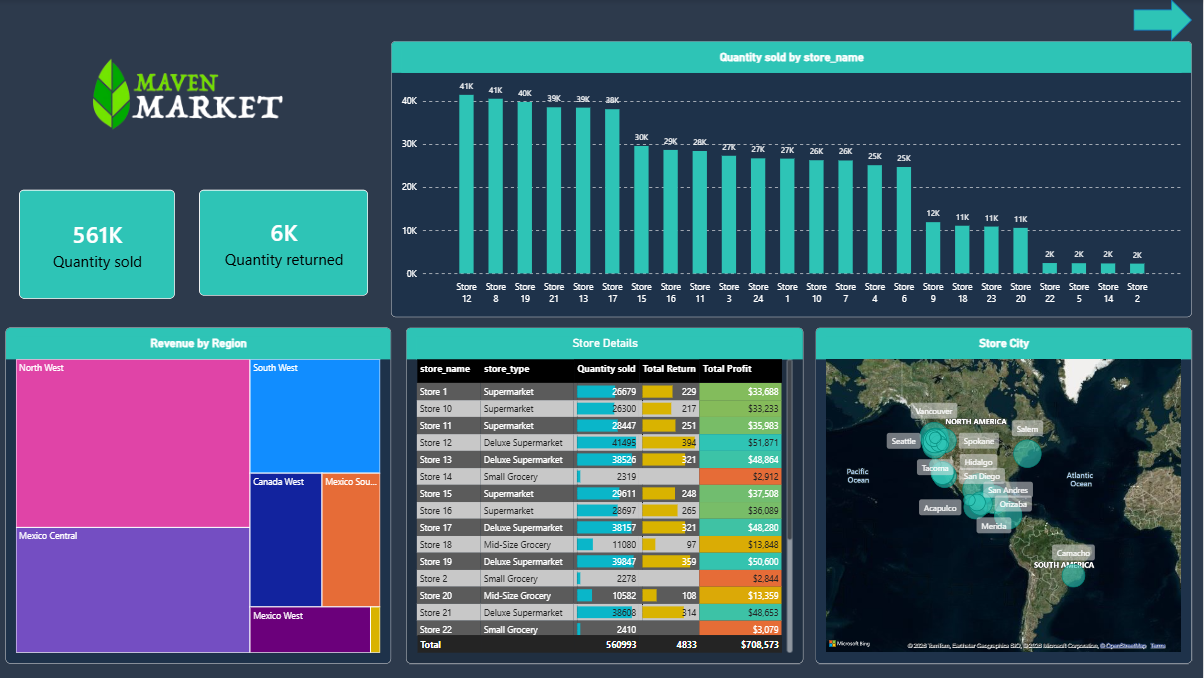 MAVEN
MARKET
561K
Quantity sold
6K
Quantity returned
Quantity sold by store_name
40K
30K
20K
10K
0K
41K 41K 40K 39K 39K 38K 30K 29K 28K 27K 27K 27K 26K 26K 25K 25K 12K 11K 11K 11K 2K 2K 2K 2K
Store Store Store Store Store Store Store Store Store Store Store Store Store Store Store Store Store Store Store Store Store Store Store Store
12 8 19 21 13 17 15 16 11 3 24 1 10 7 4 6 9 18 23 20 22 5 14 2
Revenue by Region
North West
South West
Canada West
Mexico Sou...
Mexico Central
Mexico West
Store Details
store_name store_type Quantity sold Total Return Total Profit
Store 1 Supermarket 26679 229 $33,688
Store 10 Supermarket 26300 217 $33,233
Store 11 Supermarket 28447 251 $35,983
Store 12 Deluxe Supermarket 41495 394 $51,871
Store 13 Deluxe Supermarket 38526 321 $48,864
Store 14 Small Grocery 2319 $2,912
Store 15 Supermarket 29611 248 $37,508
Store 16 Supermarket 28697 265 $36,089
Store 17 Deluxe Supermarket 38157 321 $48,280
Store 18 Mid-Size Grocery 11080 97 $13,848
Store 19 Deluxe Supermarket 39847 359 $50,600
Store 2 Small Grocery 2278 $2,844
Store 20 Mid-Size Grocery 10582 108 $13,359
Store 21 Deluxe Supermarket 38608 314 $48,653
Store 22 Small Grocery 2410 $3,079
Total 560993 4833 $708,573
Store City
Vancouver
NORTH AMERICA
Salem
Seattle
Spokane
Hidalgo
Tacoma
San Diego
Pacific
Ocean
Atlantic
Ocean
San Andres
Acapulco
Orizaba
Merida
Camacho
SOUTH AMERICA
Microsoft Bing
© 2026 TomTom, Earthstar Geographics SIO, © 2026 Microsoft Corporation, © OpenStreetMap Terms